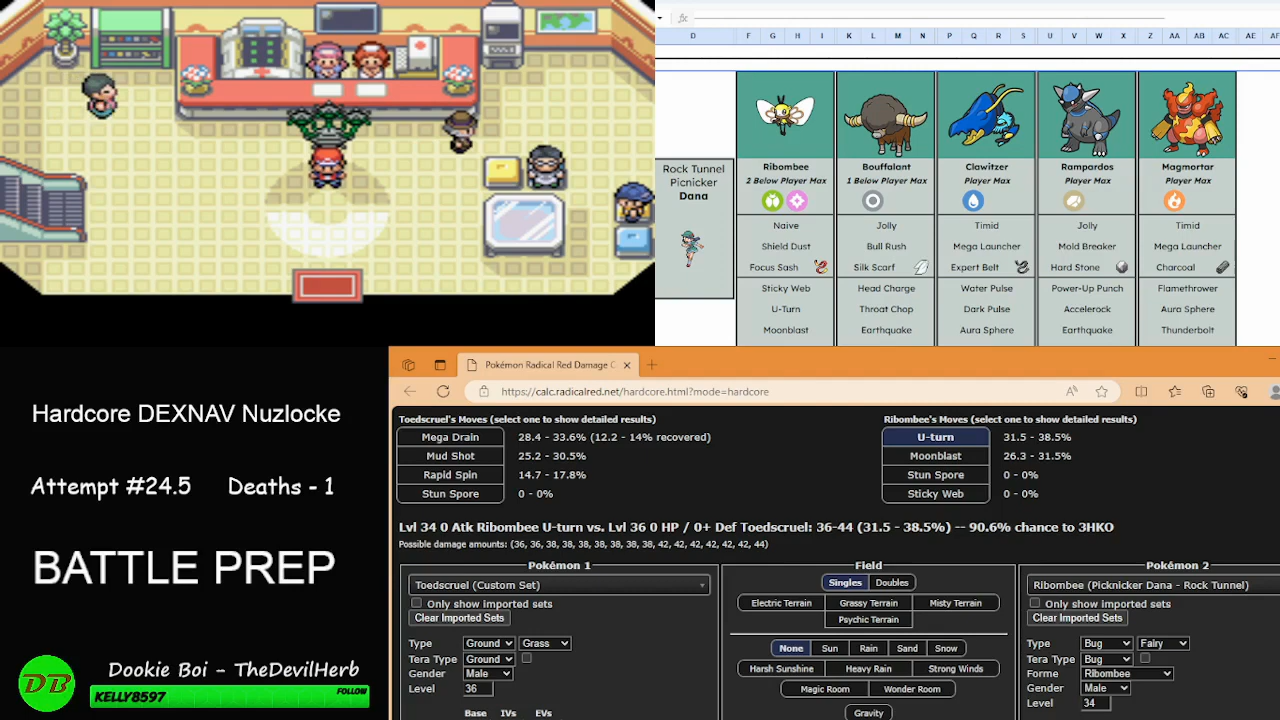 fx
D F G H I K L M N P Q R S U V W X Z AA AB AC AE AF
Rock Tunnel
Picnicker
Dana
Ribombee Bouffalant Clawitzer Rampardos Magmortar
2 Below Player Max 1 Below Player Max Player Max Player Max Player Max
Naive Jolly Timid Jolly Timid
Shield Dust Bull Rush Mega Launcher Mold Breaker Mega Launcher
Focus Sash Silk Scarf Expert Belt Hard Stone Charcoal
Sticky Web Head Charge Water Pulse Power-Up Punch Flamethrower
U-Turn Throat Chop Dark Pulse Accelerock Aura Sphere
Moonblast Earthquake Aura Sphere Earthquake Thunderbolt
Pokémon Radical Red Damage C
https://calc.radicalred.net/hardcore.html?mode=hardcore
Toedscruel's Moves (select one to show detailed results)
Mega Drain 28.4 - 33.6% (12.2 - 14% recovered)
Mud Shot 25.2 - 30.5%
Rapid Spin 14.7 - 17.8%
Stun Spore 0 - 0%
Ribombee's Moves (select one to show detailed results)
U-turn 31.5 - 38.5%
Moonblast 26.3 - 31.5%
Stun Spore 0 - 0%
Sticky Web 0 - 0%
Lvl 34 0 Atk Ribombee U-turn vs. Lvl 36 0 HP / 0+ Def Toedscruel: 36-44 (31.5 - 38.5%) -- 90.6% chance to 3HKO
Possible damage amounts: (36, 36, 38, 38, 38, 38, 38, 38, 38, 42, 42, 42, 42, 42, 42, 44)
Pokémon 1
Toedscruel (Custom Set)
Only show imported sets
Clear Imported Sets
Type Ground Grass
Tera Type Ground
Gender Male
Level 36
Base IVs EVs
Field
Singles Doubles
Electric Terrain Grassy Terrain Misty Terrain
Psychic Terrain
None Sun Rain Sand Snow
Harsh Sunshine Heavy Rain Strong Winds
Magic Room Wonder Room
Gravity
Pokémon 2
Ribombee (Picknicker Dana - Rock Tunnel)
Only show imported sets
Clear Imported Sets
Type Bug Fairy
Tera Type Bug
Forme Ribombee
Gender Male
Level 34
Hardcore DEXNAV Nuzlocke
Attempt #24.5 Deaths - 1
BATTLE PREP
DB
Dookie Boi - TheDevilHerb
KELLY8597 FOLLOW